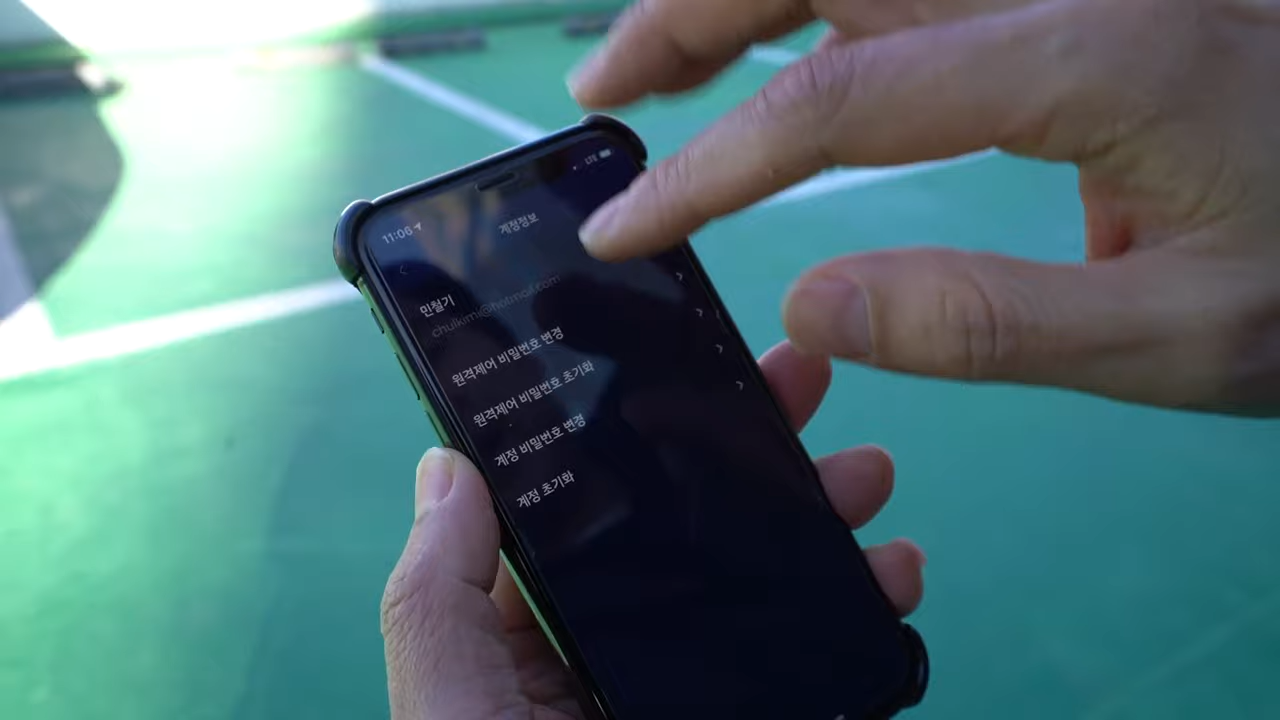 11:06
LTE
계정정보
민철기
chulkimi@hotmail.com
원격제어 비밀번호 변경
원격제어 비밀번호 초기화
계정 비밀번호 변경
계정 초기화